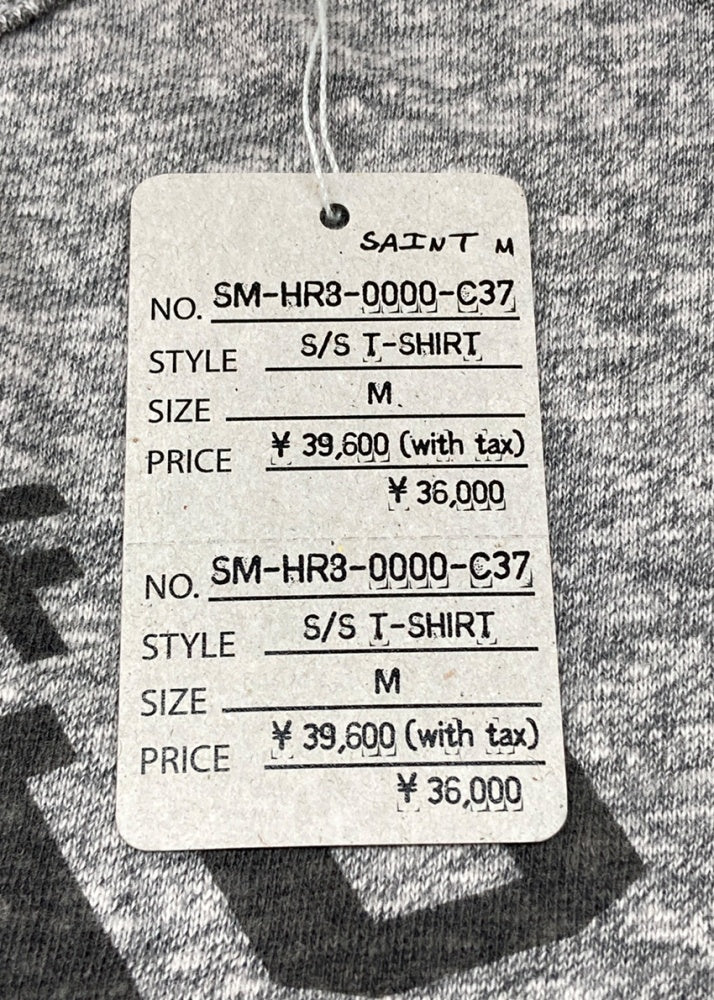 SAINT M
NO. SM-HR3-0000-C37
STYLE S/S T-SHIRT
SIZE M
PRICE ¥ 39,600 (with tax)
¥ 36,000
NO. SM-HR3-0000-C37
STYLE S/S T-SHIRT
SIZE M
PRICE ¥ 39,600 (with tax)
¥ 36,000